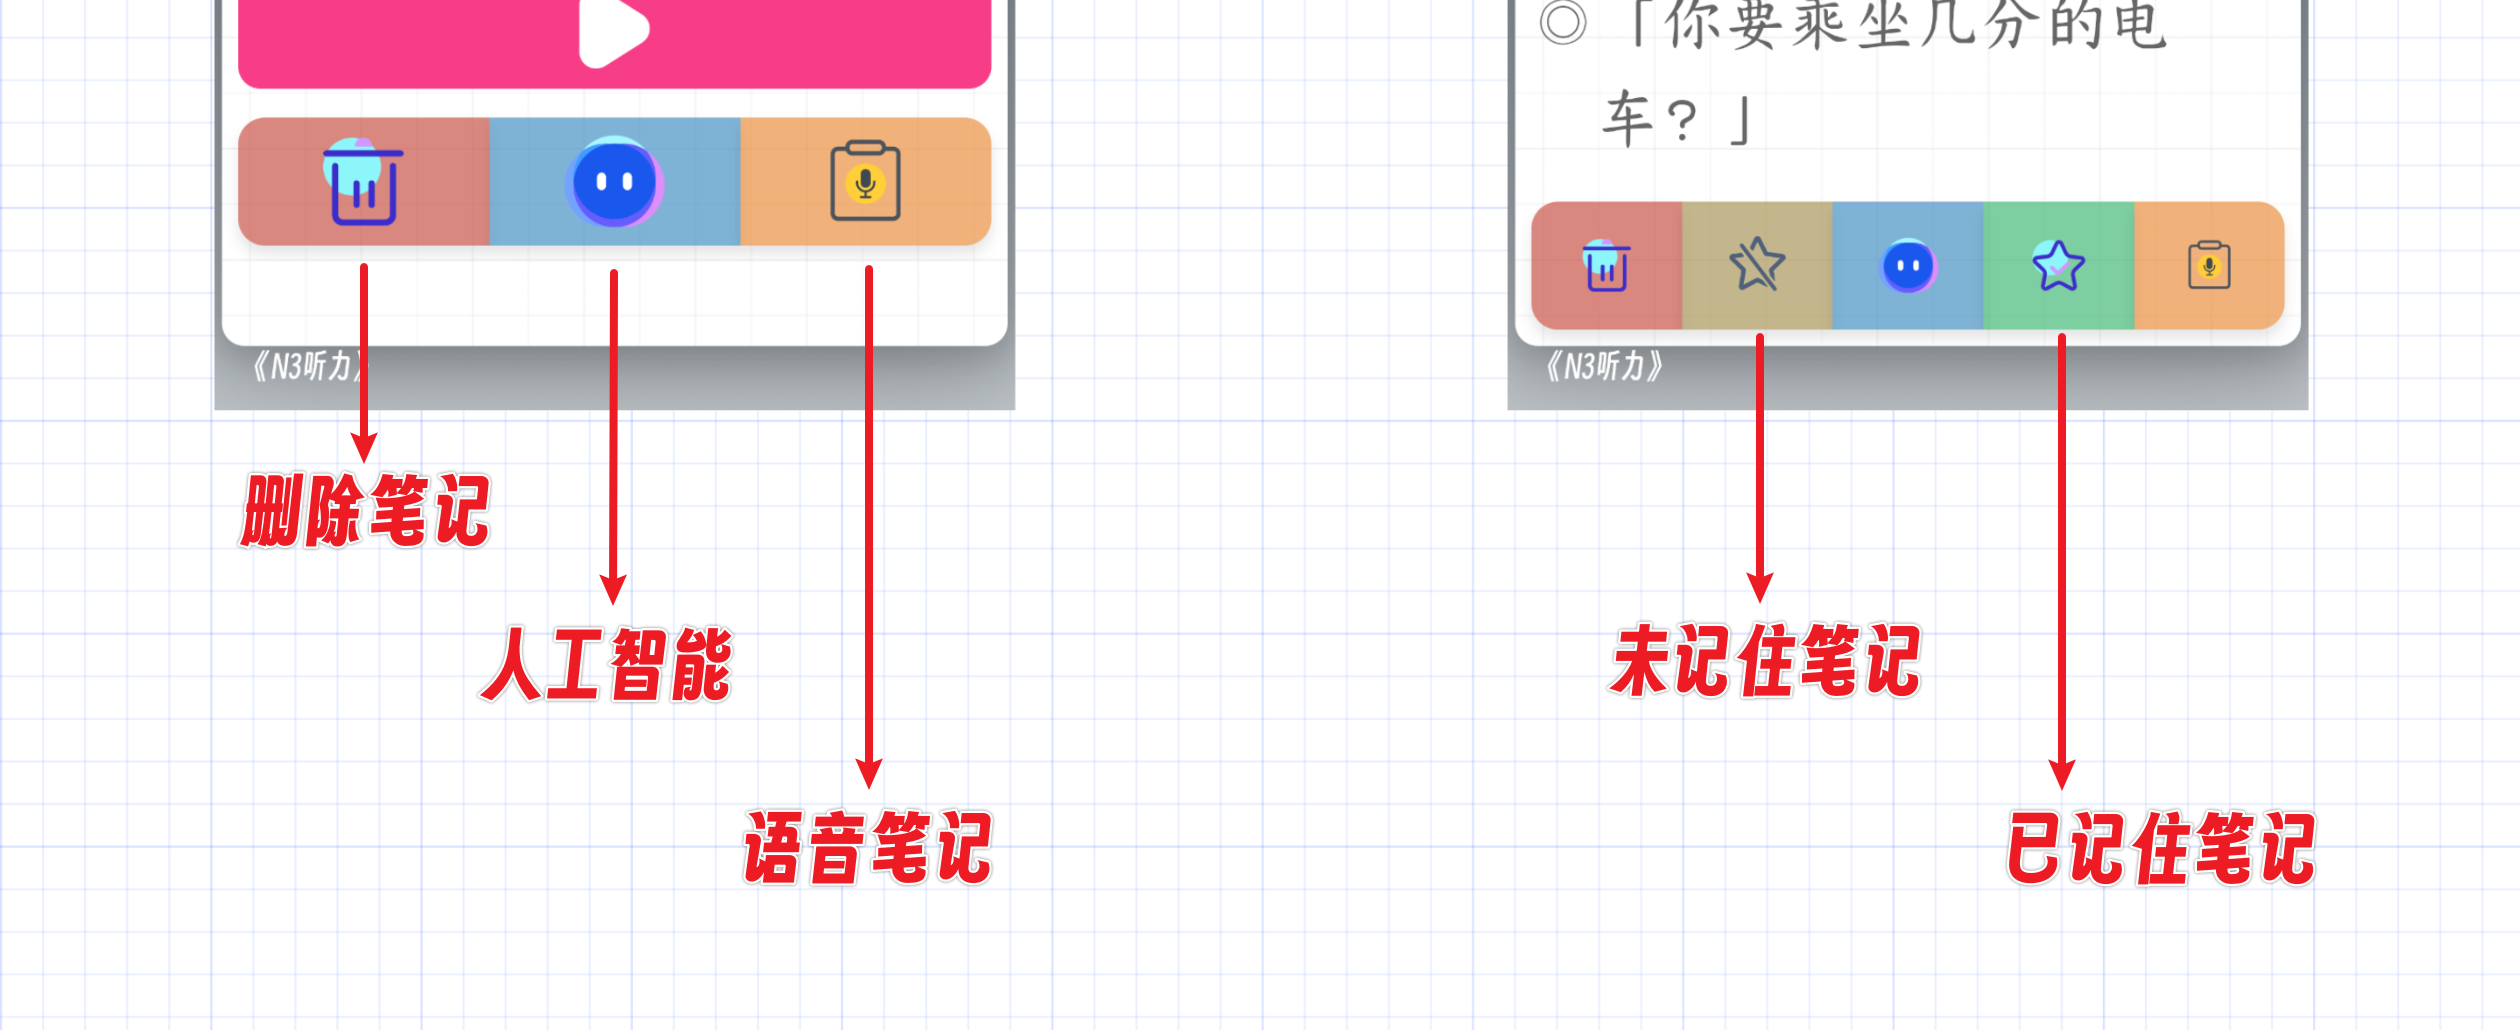 ◎「你要乘坐几分的电
车？」
《N3听力》
《N3听力》
删除笔记
人工智能
未记住笔记
语音笔记
已记住笔记